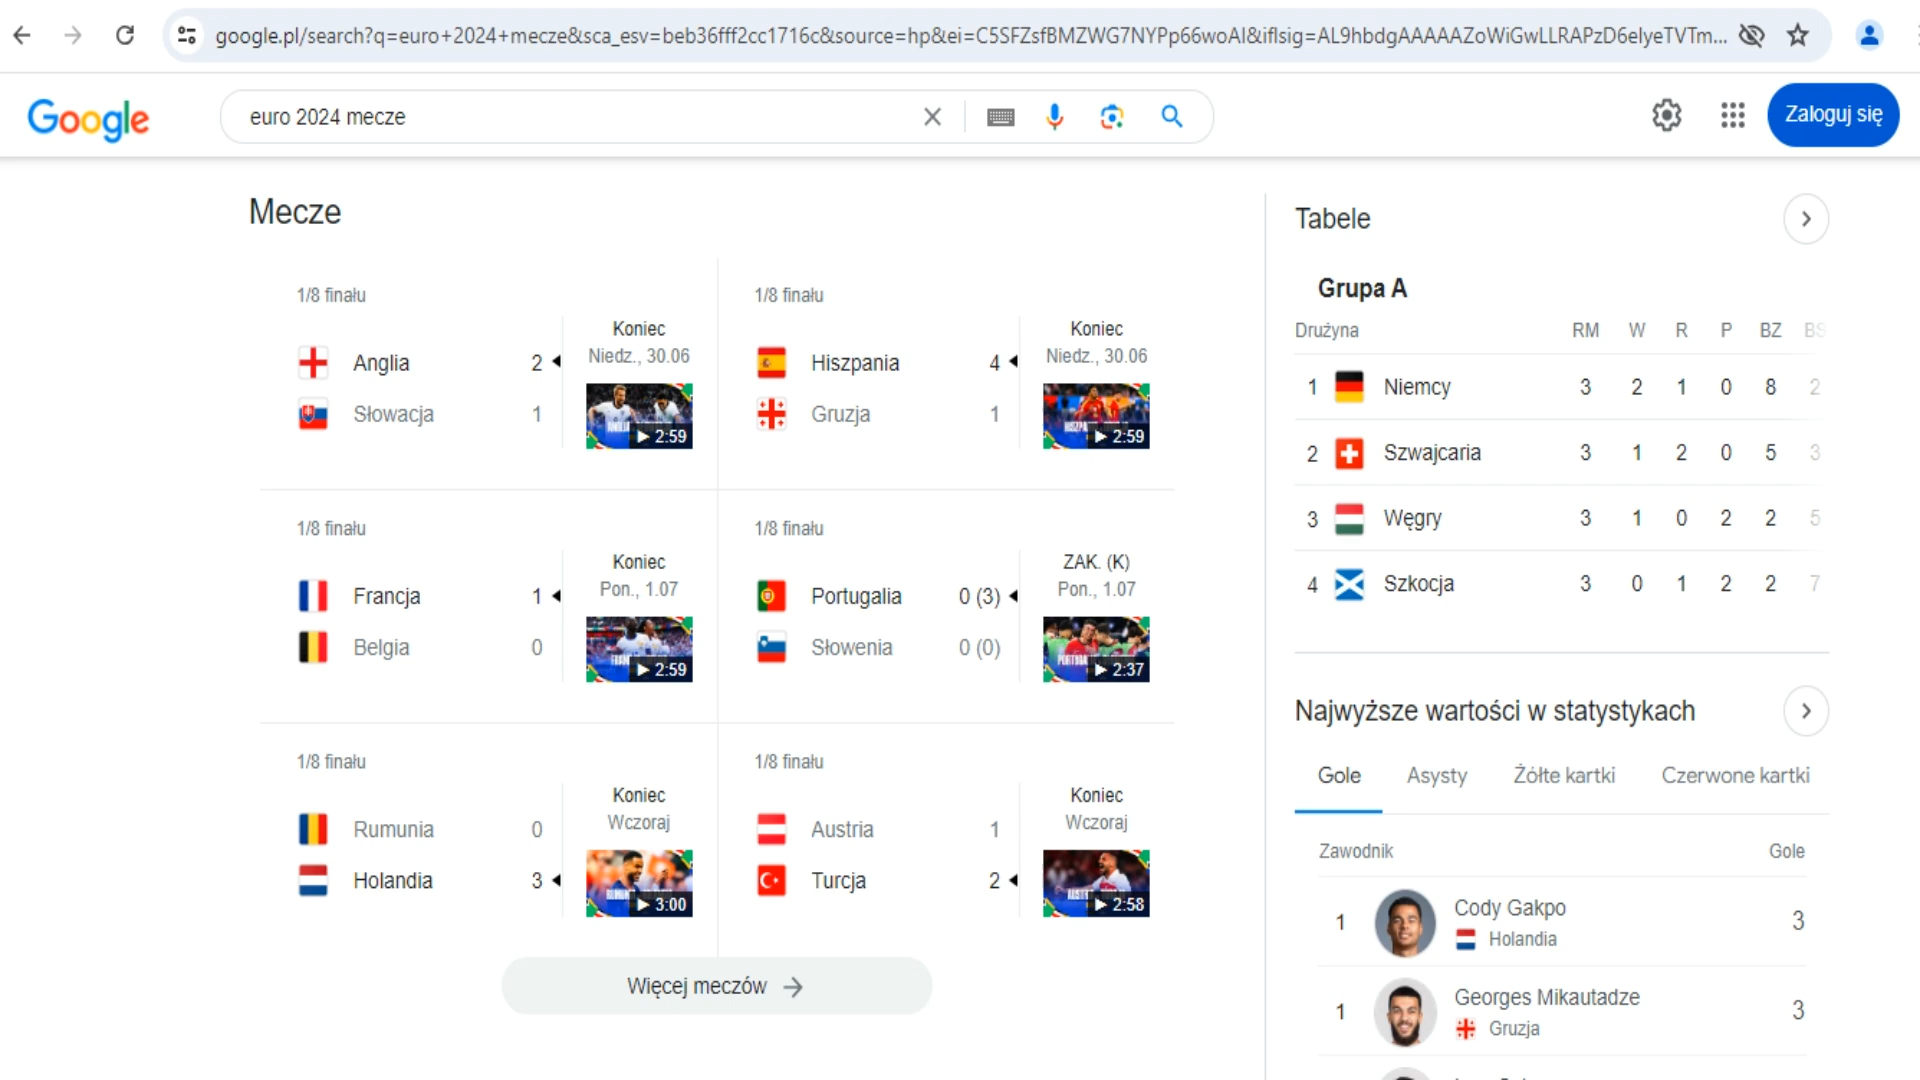 google.pl/search?q=euro+2024+mecze&sca_esv=beb36fff2cc1716c&source=hp&ei=C5SFZsfBMZWG7NYPp66woAI&iflsig=AL9hbdgAAAAAZoWiGwLLRAPzD6elyeTVTm...
Google
euro 2024 mecze
Zaloguj się
Mecze
1/8 finału
Koniec
Niedz., 30.06
Anglia 2
Słowacja 1
2:59
1/8 finału
Koniec
Niedz., 30.06
Hiszpania 4
Gruzja 1
2:59
1/8 finału
Koniec
Pon., 1.07
Francja 1
Belgia 0
2:59
1/8 finału
ZAK. (K)
Pon., 1.07
Portugalia 0 (3)
Słowenia 0 (0)
2:37
1/8 finału
Koniec
Wczoraj
Rumunia 0
Holandia 3
3:00
1/8 finału
Koniec
Wczoraj
Austria 1
Turcja 2
2:58
Więcej meczów
Tabele
Grupa A
Drużyna RM W R P BZ BS
1 Niemcy 3 2 1 0 8 2
2 Szwajcaria 3 1 2 0 5 3
3 Węgry 3 1 0 2 2 5
4 Szkocja 3 0 1 2 2 7
Najwyższe wartości w statystykach
Gole Asysty Żółte kartki Czerwone kartki
Zawodnik Gole
1 Cody Gakpo 3
Holandia
1 Georges Mikautadze 3
Gruzja